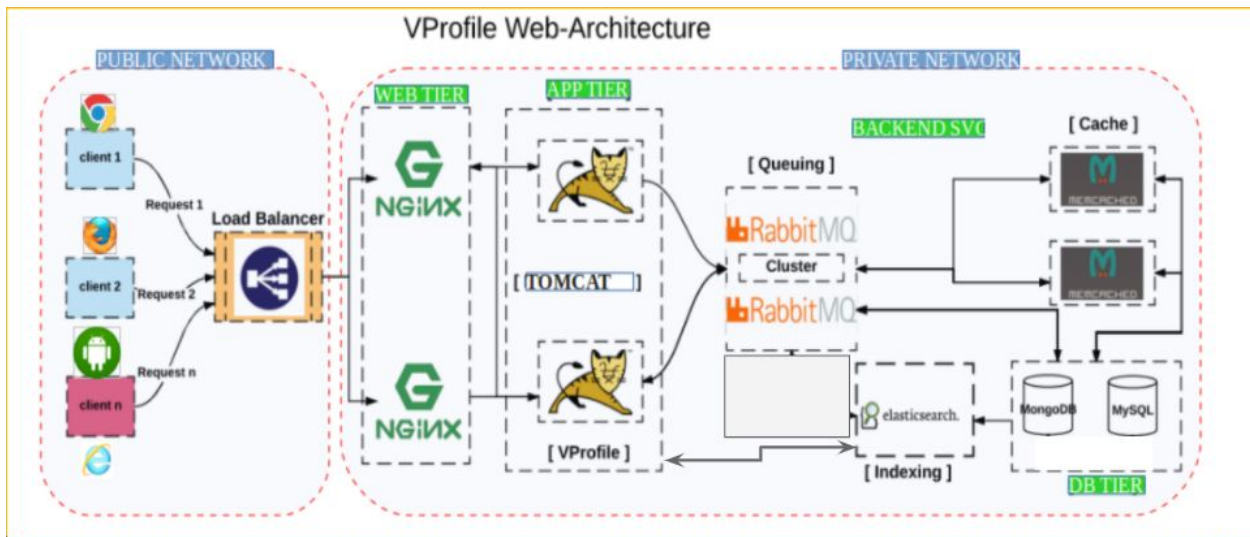 VProfile Web-Architecture
PUBLIC NETWORK
PRIVATE NETWORK
WEB TIER
APP TIER
BACKEND SVC
[ Cache ]
client 1
Request 1
Load Balancer
client 2
Request 2
Request n
client n
NGiNX
NGiNX
[ TOMCAT ]
[ VProfile ]
[ Queuing ]
RabbitMQ
Cluster
RabbitMQ
MEMCACHED
MEMCACHED
elasticsearch.
[ Indexing ]
MongoDB
MySQL
DB TIER